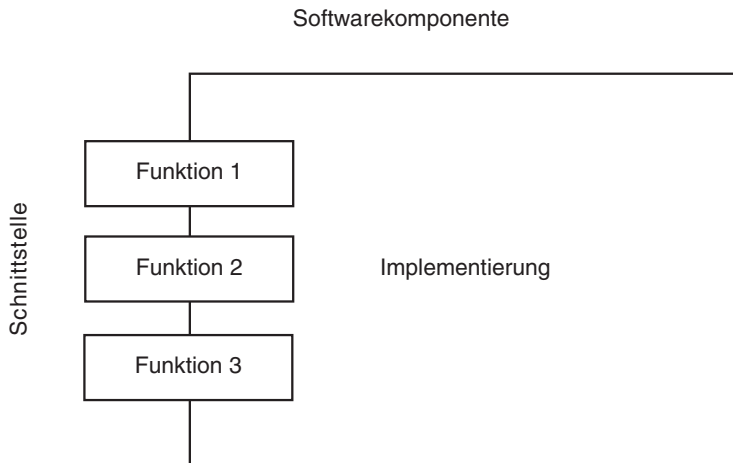 Softwarekomponente
Funktion 1
Schnittstelle
Funktion 2
Implementierung
Funktion 3